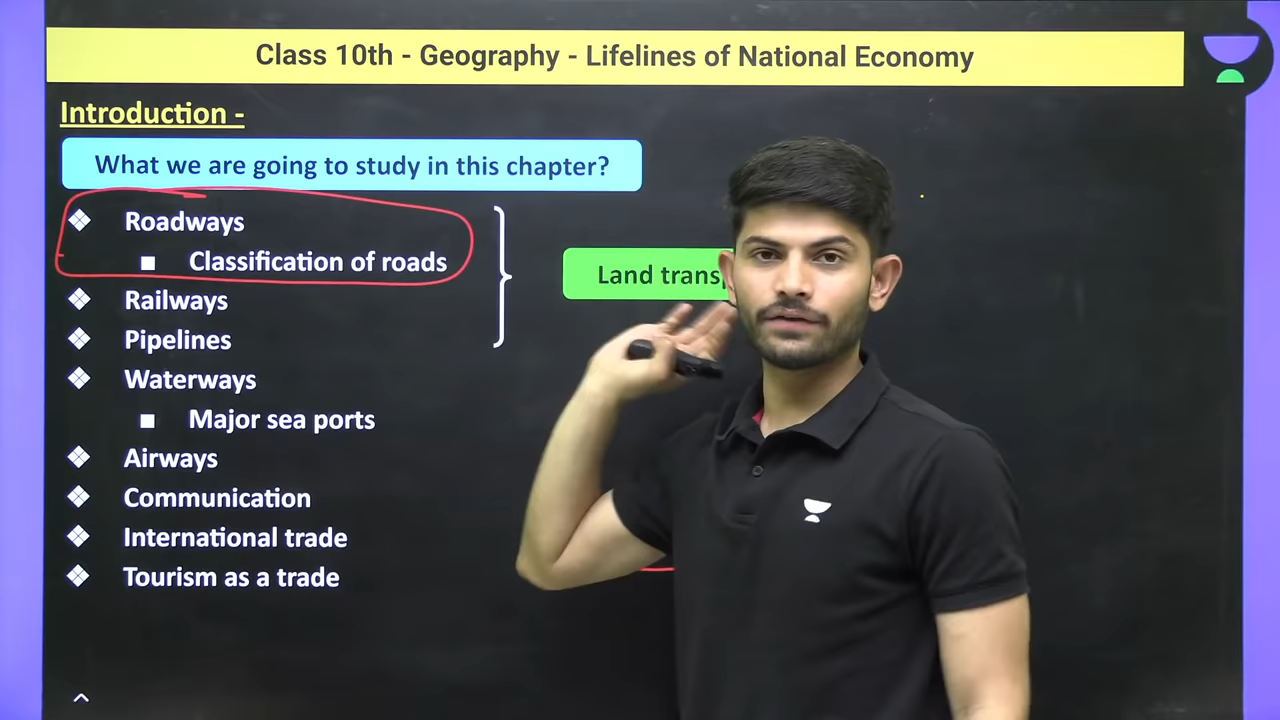 Class 10th - Geography - Lifelines of National Economy
Introduction -
What we are going to study in this chapter?
Roadways
Classification of roads
Railways
Pipelines
Land
Waterways
Major sea ports
Airways
Communication
International trade
Tourism as a trade